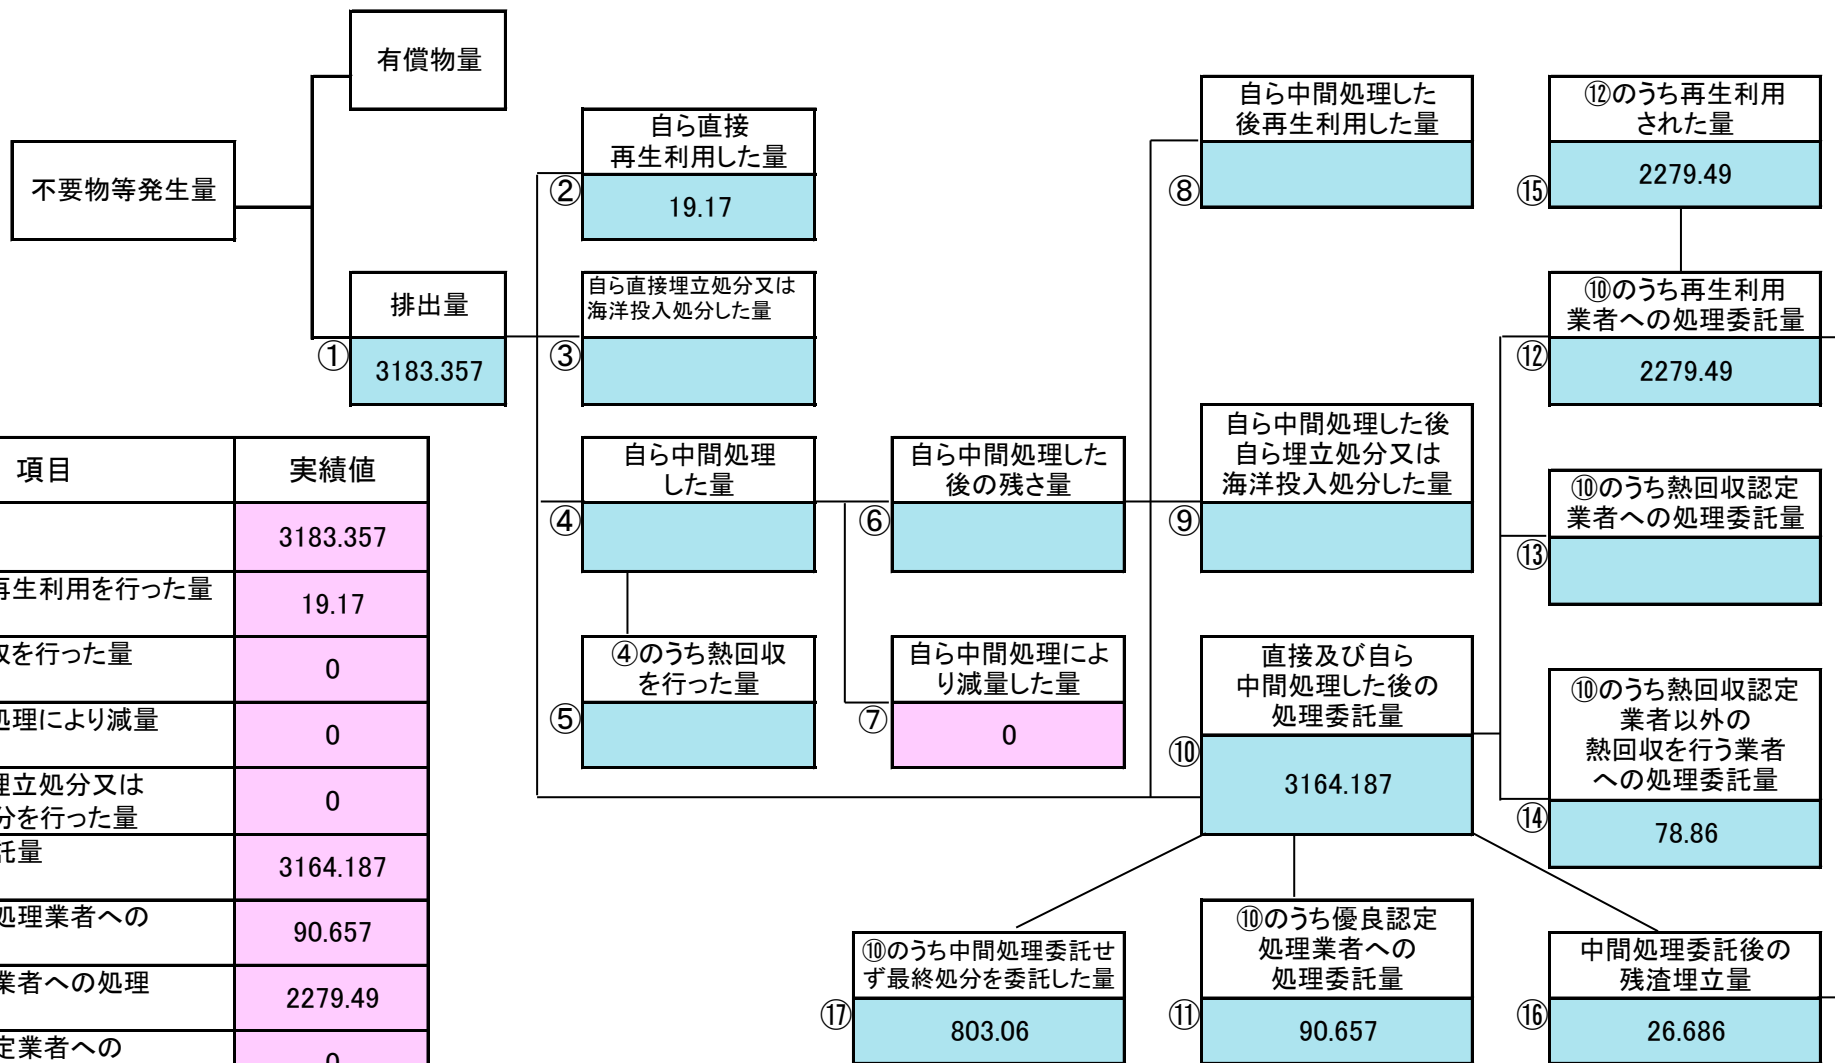 有償物量
不要物等発生量
排出量
①
3183.357
自ら直接
再生利用した量
②
19.17
自ら直接埋立処分又は
海洋投入処分した量
③
自ら中間処理
した量
④
④のうち熱回収
を行った量
⑤
自ら中間処理した
後の残さ量
⑥
自ら中間処理によ
り減量した量
⑦
0
自ら中間処理した
後再生利用した量
⑧
自ら中間処理した後
自ら埋立処分又は
海洋投入処分した量
⑨
直接及び自ら
中間処理した後の
処理委託量
⑩
3164.187
⑫のうち再生利用
された量
⑮
2279.49
⑩のうち再生利用
業者への処理委託量
⑫
2279.49
⑩のうち熱回収認定
業者への処理委託量
⑬
⑩のうち熱回収認定
業者以外の
熱回収を行う業者
への処理委託量
⑭
78.86
⑩のうち中間処理委託せ
ず最終処分を委託した量
⑰
803.06
⑩のうち優良認定
処理業者への
処理委託量
⑪
90.657
中間処理委託後の
残渣埋立量
⑯
26.686
項目
実績値
3183.357
再生利用を行った量
19.17
を行った量
0
処理により減量
0
埋立処分又は
分を行った量
0
託量
3164.187
処理業者への
90.657
業者への処理
2279.49
定業者への
0